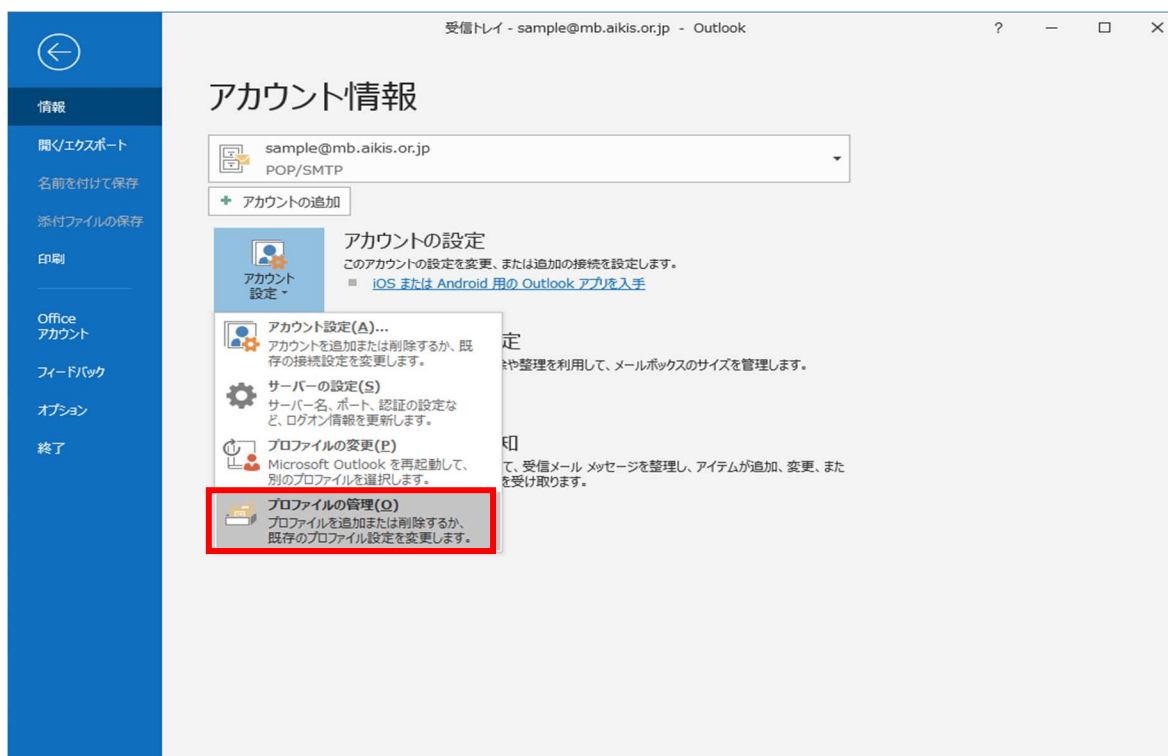 受信トレイ - sample@mb.aikis.or.jp - Outlook
?
情報
開く/エクスポート
名前を付けて保存
添付ファイルの保存
印刷
Office
アカウント
フィードバック
オプション
終了
アカウント情報
sample@mb.aikis.or.jp
POP/SMTP
アカウントの追加
アカウント
設定
アカウントの設定
このアカウントの設定を変更、または追加の接続を設定します。
iOS または Android 用の Outlook アプリを入手
アカウント設定(A)...
アカウントを追加または削除するか、既
存の接続設定を変更します。
サーバーの設定(S)
サーバー名、ポート、認証の設定な
ど、ログオン情報を更新します。
プロファイルの変更(P)
Microsoft Outlook を再起動して、
別のプロファイルを選択します。
プロファイルの管理(O)
プロファイルを追加または削除するか、
既存のプロファイル設定を変更します。
定
や整理を利用して、メールボックスのサイズを管理します。
知
て、受信メール メッセージを整理し、アイテムが追加、変更、また
を受け取ります。